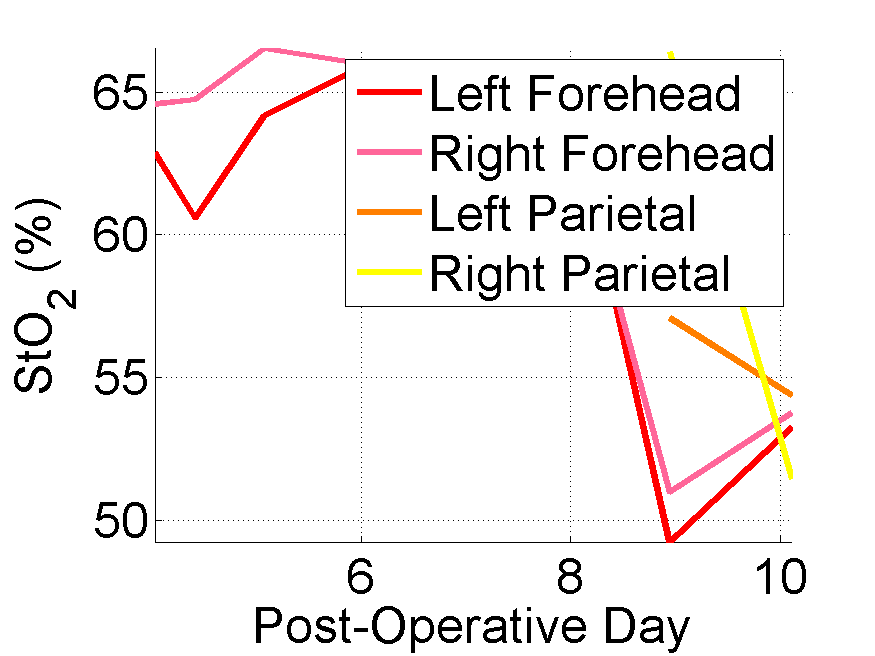 65
60
55
50
StO2 (%)
Left Forehead
Right Forehead
Left Parietal
Right Parietal
6 8 10
Post-Operative Day